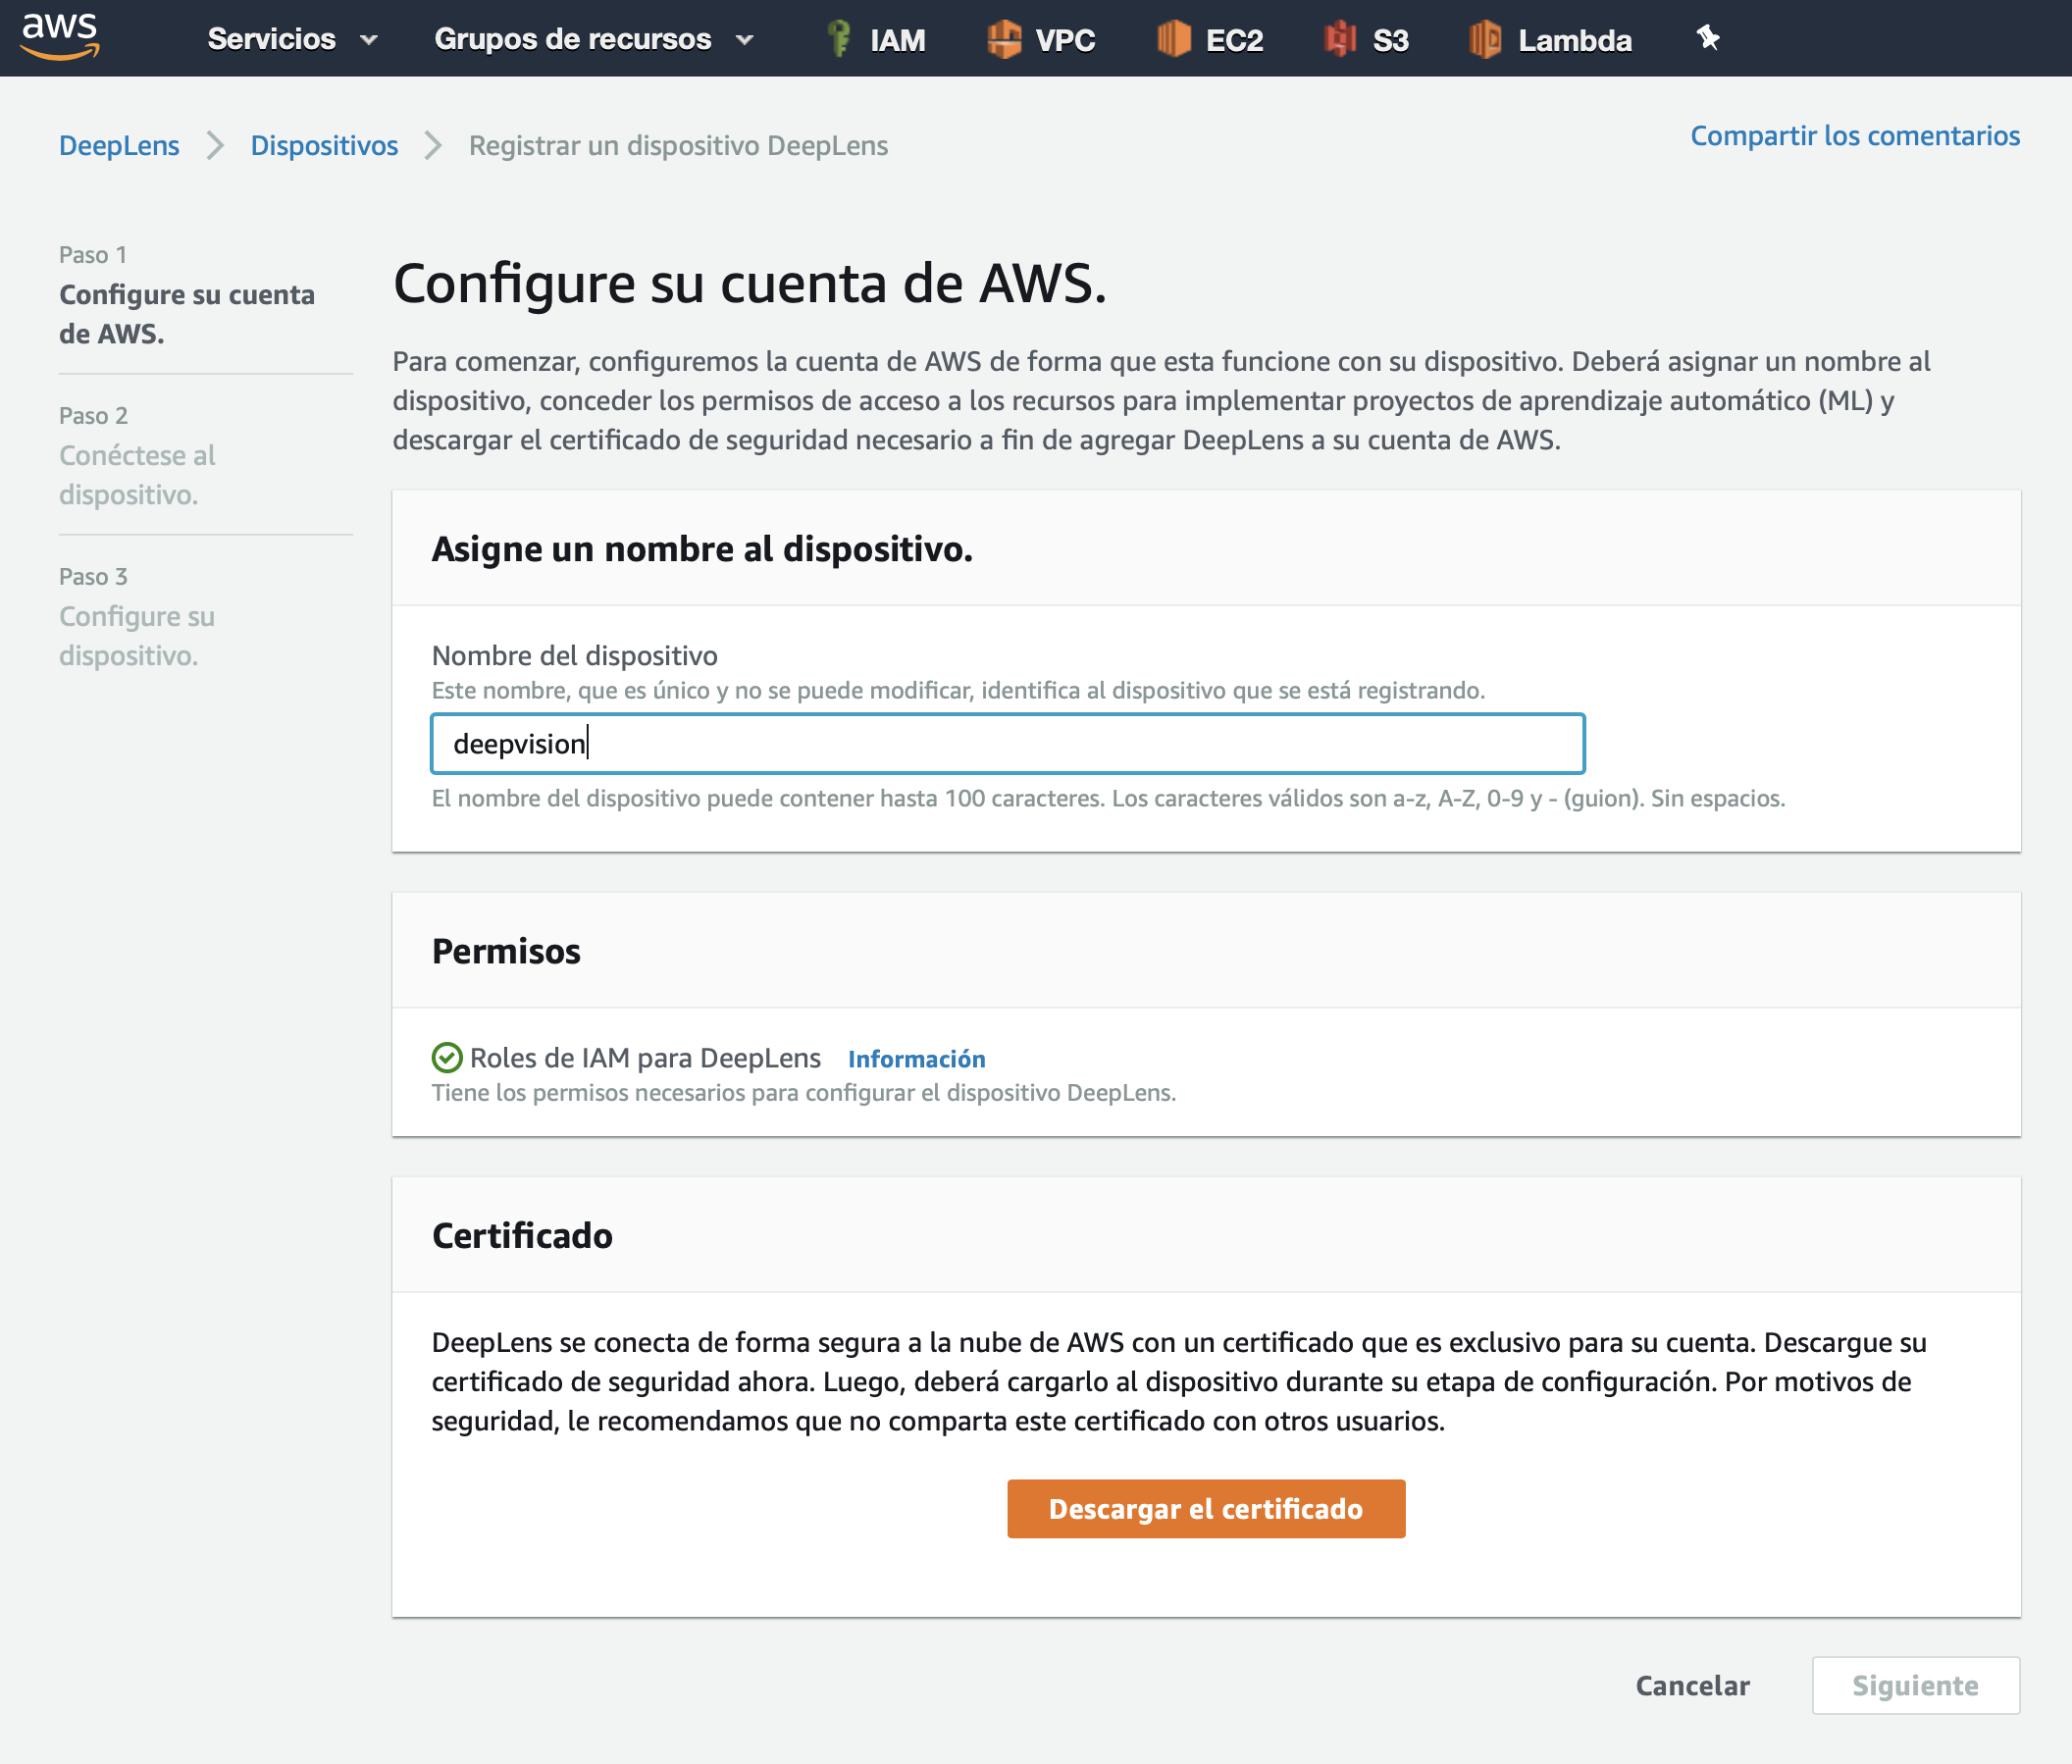 aws
Servicios
Grupos de recursos
IAM
VPC
EC2
S3
Lambda
DeepLens
Dispositivos
Registrar un dispositivo DeepLens
Compartir los comentarios
Paso 1
Configure su cuenta
de AWS.
Paso 2
Conéctese al
dispositivo.
Paso 3
Configure su
dispositivo.
Configure su cuenta de AWS.
Para comenzar, configuremos la cuenta de AWS de forma que esta funcione con su dispositivo. Deberá asignar un nombre al
dispositivo, conceder los permisos de acceso a los recursos para implementar proyectos de aprendizaje automático (ML) y
descargar el certificado de seguridad necesario a fin de agregar DeepLens a su cuenta de AWS.
Asigne un nombre al dispositivo.
Nombre del dispositivo
Este nombre, que es único y no se puede modificar, identifica al dispositivo que se está registrando.
deepvision
El nombre del dispositivo puede contener hasta 100 caracteres. Los caracteres válidos son a-z, A-Z, 0-9 y - (guion). Sin espacios.
Permisos
Roles de IAM para DeepLens Información
Tiene los permisos necesarios para configurar el dispositivo DeepLens.
Certificado
DeepLens se conecta de forma segura a la nube de AWS con un certificado que es exclusivo para su cuenta. Descargue su
certificado de seguridad ahora. Luego, deberá cargarlo al dispositivo durante su etapa de configuración. Por motivos de
seguridad, le recomendamos que no comparta este certificado con otros usuarios.
Descargar el certificado
Cancelar
Siguiente